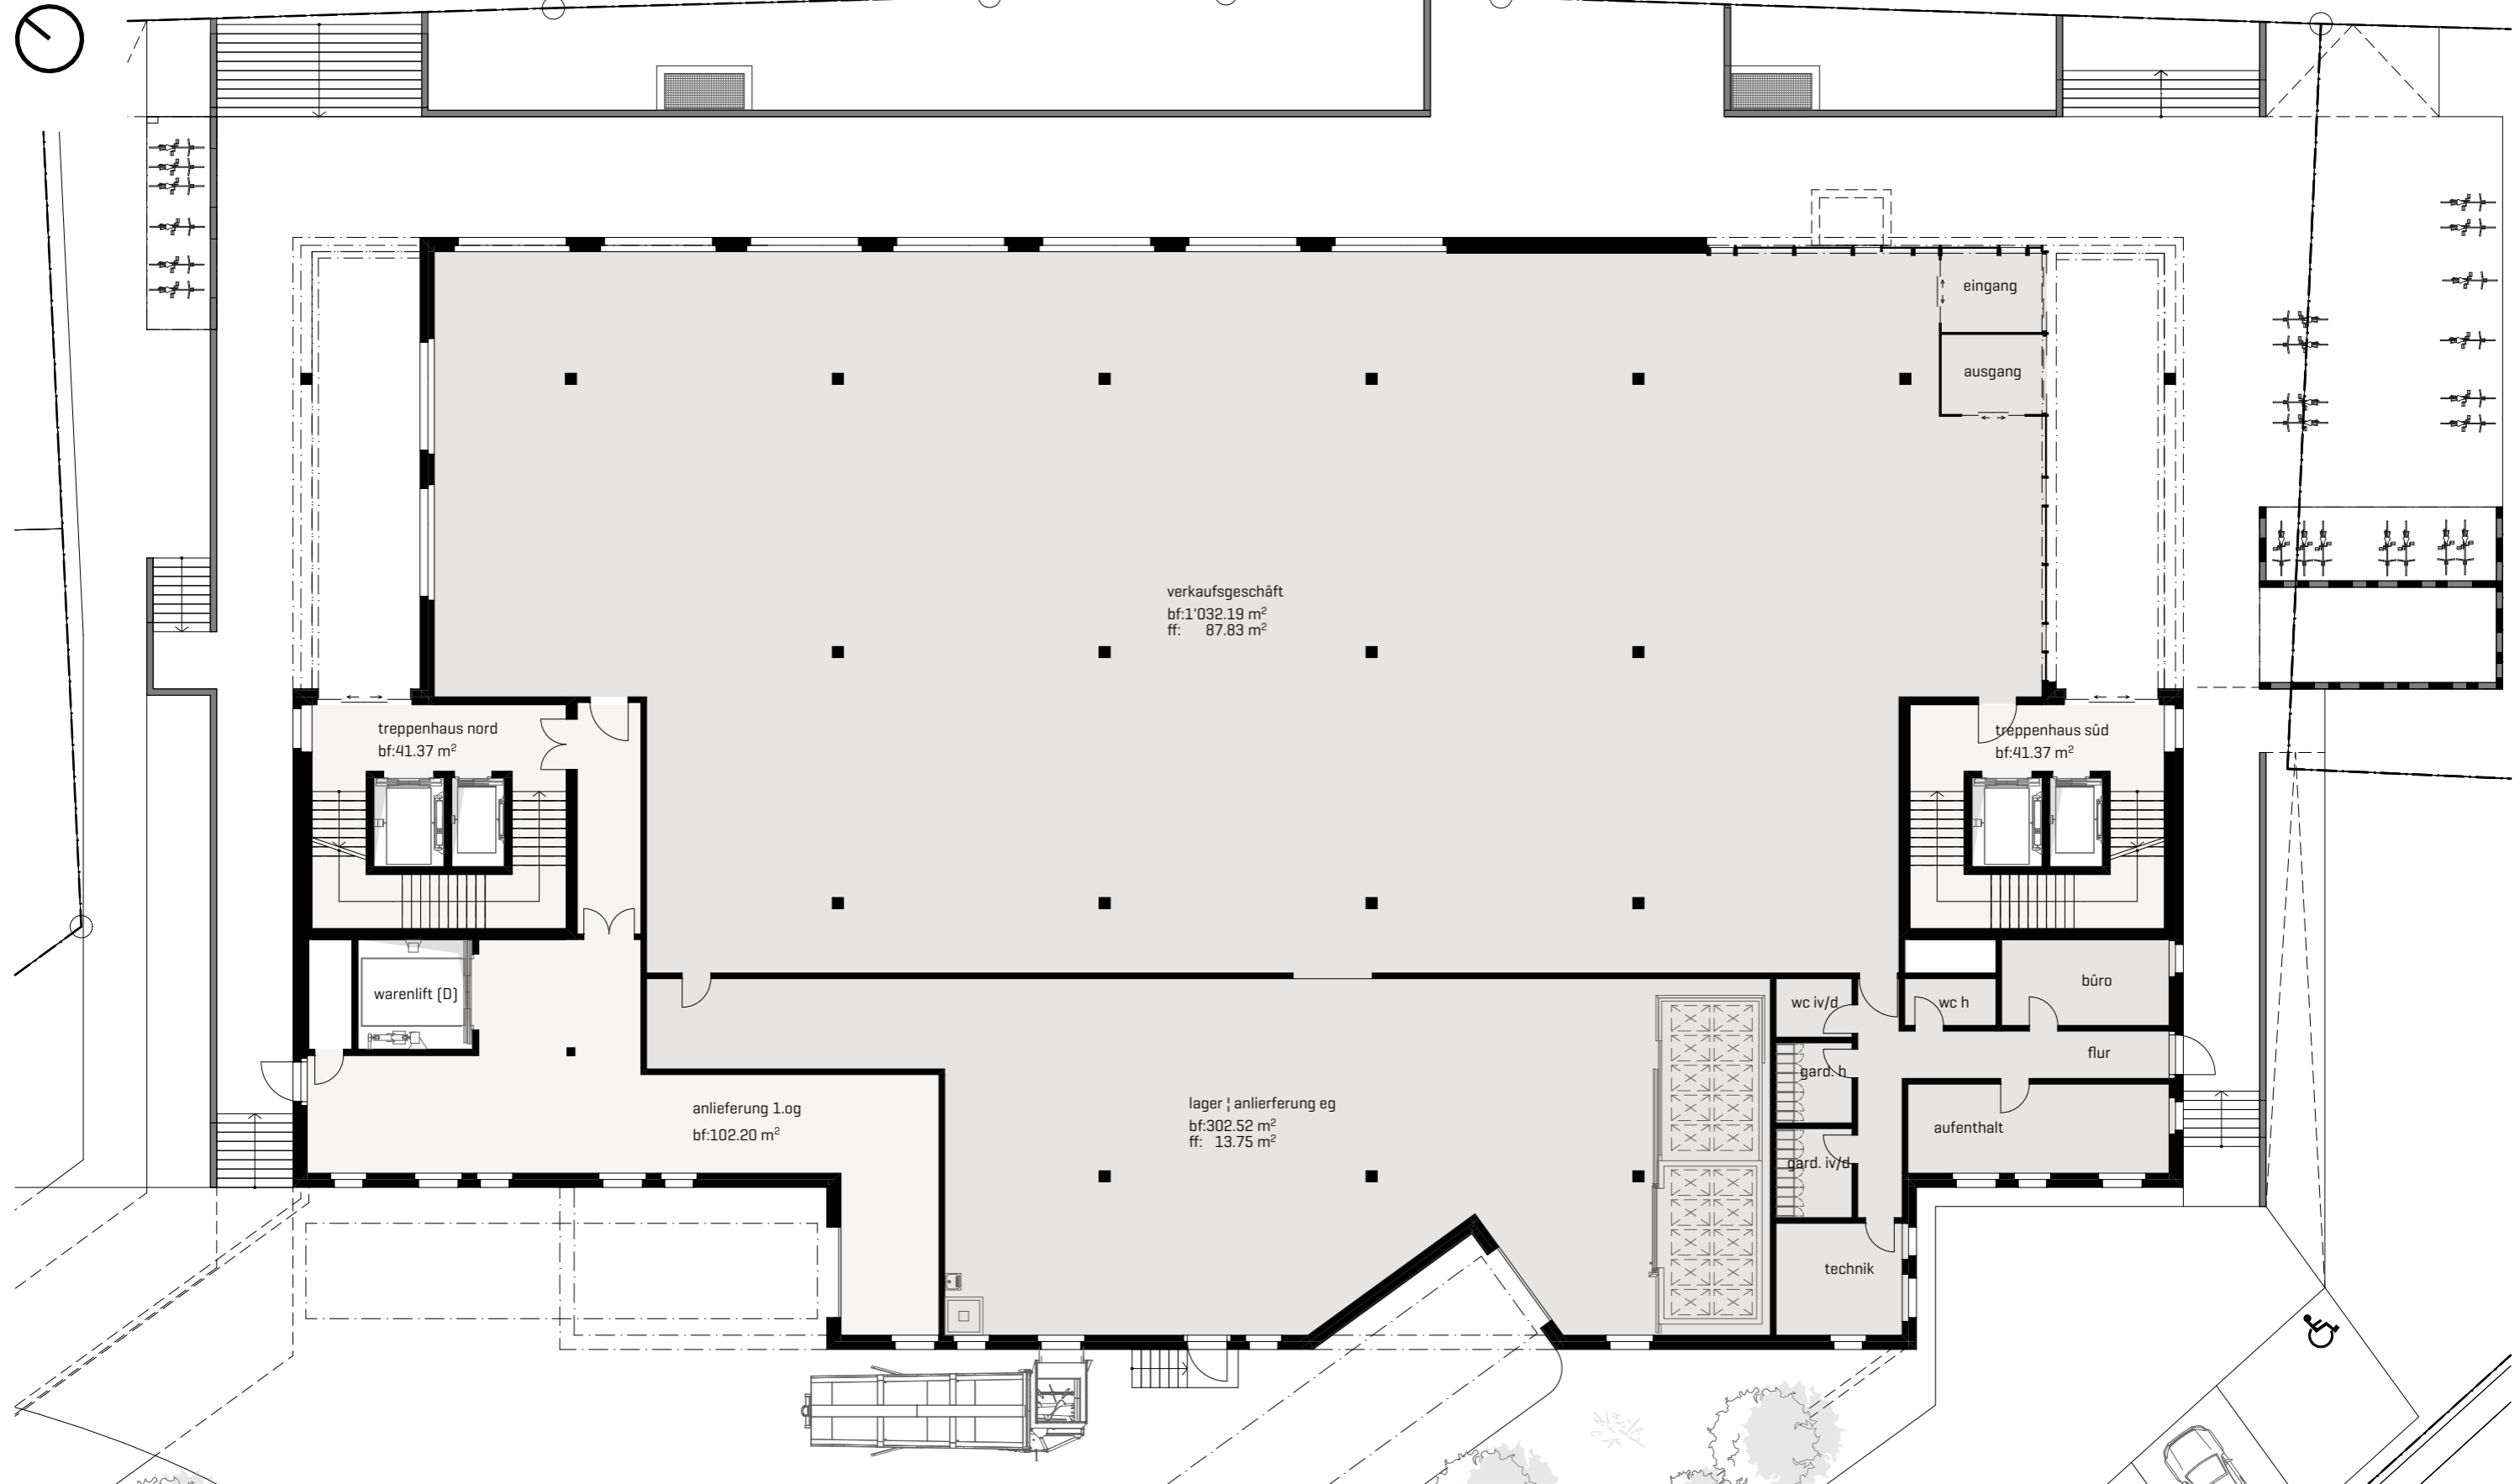 eingang
ausgang
verkaufsgeschäft
bf:1'032.19 m²
ff: 87.83 m²
treppenhaus nord
bf:41.37 m²
treppenhaus süd
bf:41.37 m²
warenlift (D)
wc iv/d
wc h
büro
flur
gard. h
anlieferung 1.og
bf:102.20 m²
lager ¦ anlierferung eg
bf:302.52 m²
ff: 13.75 m²
aufenthalt
gard. iv/d
technik